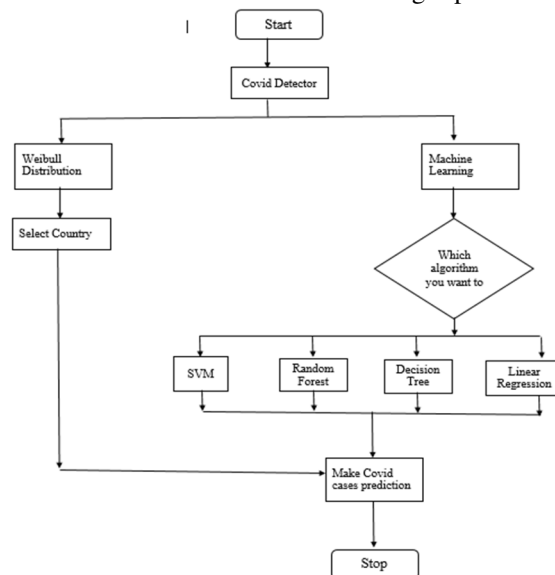 Start
Covid Detector
Weibull
Distribution
Machine
Learning
Select Country
Which
algorithm
you want to
SVM
Random
Forest
Decision
Tree
Linear
Regression
Make Covid
cases prediction
Stop